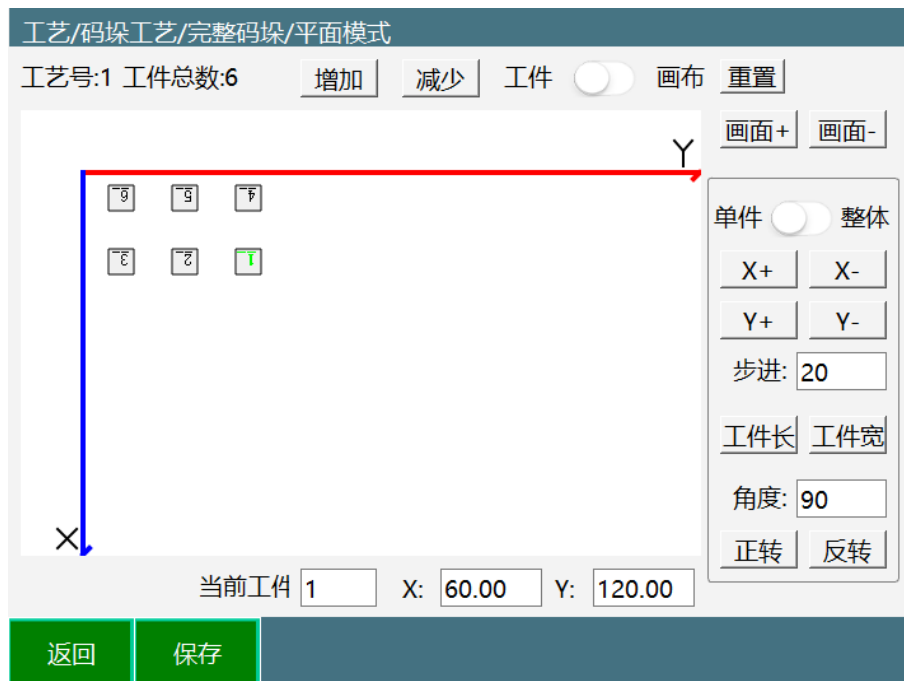 工艺/码垛工艺/完整码垛/平面模式
工艺号:1 工件总数:6 增加 减少 工件 画布 重置
画面+ 画面-
Y
6 5 4
3 2 1
单件 整体
X+ X-
Y+ Y-
步进: 20
工件长 工件宽
角度: 90
X
正转 反转
当前工件 1 X: 60.00 Y: 120.00
返回 保存